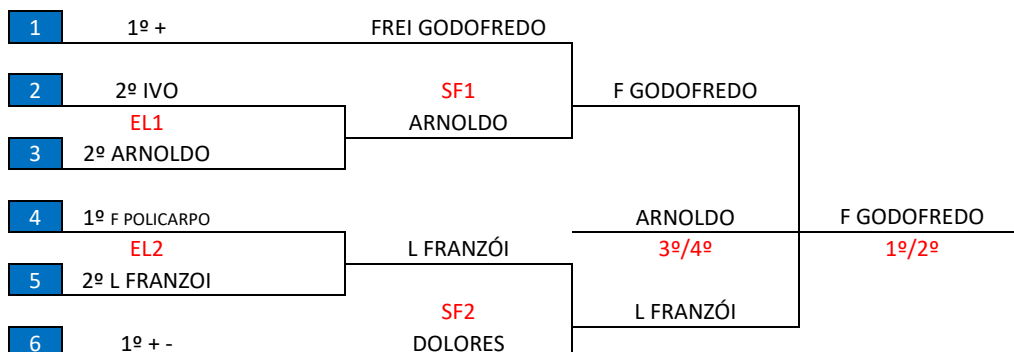 1 1º + FREI GODOFREDO
2 2º IVO SF1 F GODOFREDO
EL1 ARNOLDO
3 2º ARNOLDO
4 1º F POLICARPO ARNOLDO F GODOFREDO
EL2 L FRANZÓI 3º/4º 1º/2º
5 2º L FRANZOI
SF2 L FRANZÓI
6 1º + - DOLORES